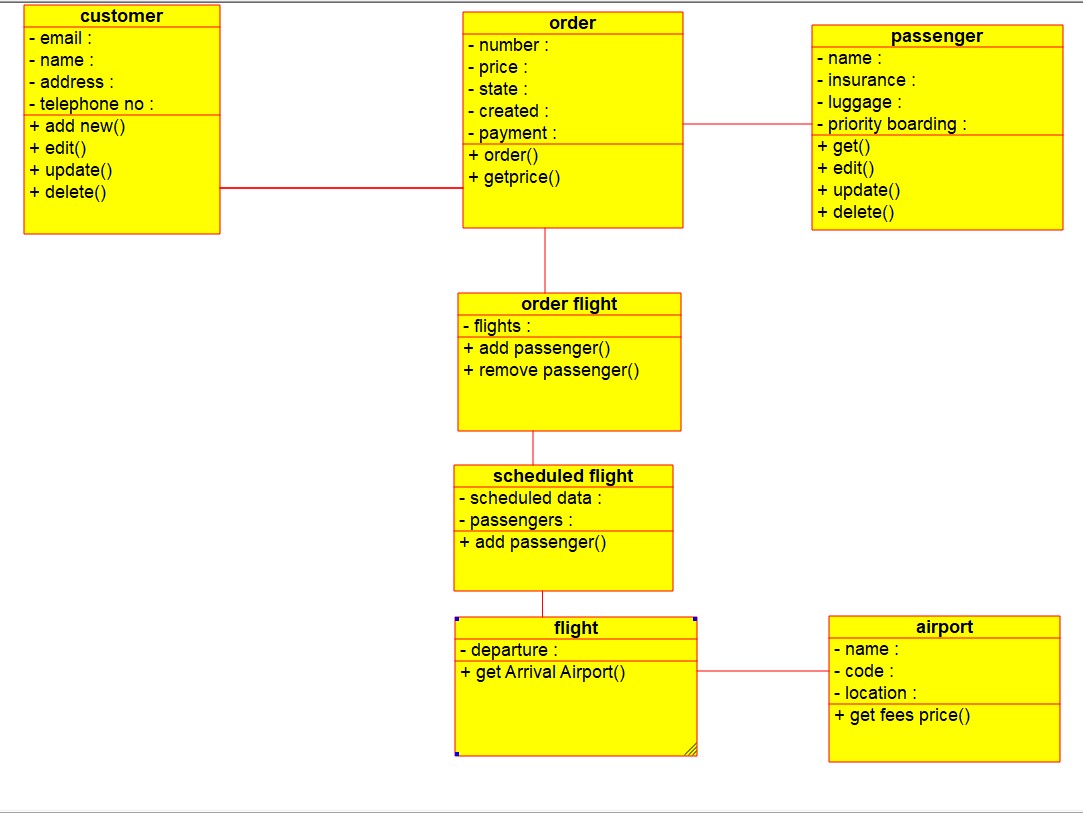 customer
- email :
- name :
- address :
- telephone no :
+ add new()
+ edit()
+ update()
+ delete()
order
- number :
- price :
- state :
- created :
- payment :
+ order()
+ getprice()
passenger
- name :
- insurance :
- luggage :
- priority boarding :
+ get()
+ edit()
+ update()
+ delete()
order flight
- flights :
+ add passenger()
+ remove passenger()
scheduled flight
- scheduled data :
- passengers :
+ add passenger()
flight
- departure :
+ get Arrival Airport()
airport
- name :
- code :
- location :
+ get fees price()